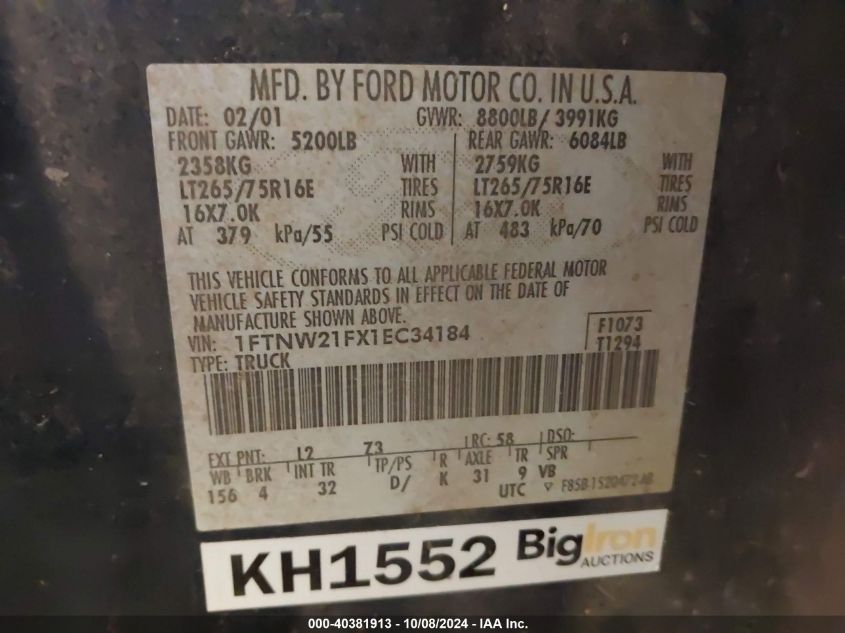 MFD. BY FORD MOTOR CO. IN U.S.A.
DATE: 02/01 GVWR: 8800LB/ 3991KG
FRONT GAWR: 5200LB REAR GAWR: 6084LB
2358KG WITH 2759KG WITH
LT265/75R16E TIRES LT265/75R16E TIRES
16X7.0K RIMS 16X7.0K RIMS
AT 379 kPa/55 PSI COLD AT 483 kPa/70 PSI COLD
THIS VEHICLE CONFORMS TO ALL APPLICABLE FEDERAL MOTOR
VEHICLE SAFETY STANDARDS IN EFFECT ON THE DATE OF
MANUFACTURE SHOWN ABOVE.
VIN: 1FTNW21FX1EC34184 F1073
TYPE: TRUCK T1294
EXT PNT: L2 Z3 RC: 58 DSO:
WB BRK INT TR TP/PS R AXLE TR SPR
156 4 32 D/ K 31 9 VB
UTC ▽ F85B-1520472-AB
KH1552 BigIron
AUCTIONS
000-40381913 - 10/08/2024 - IAA Inc.